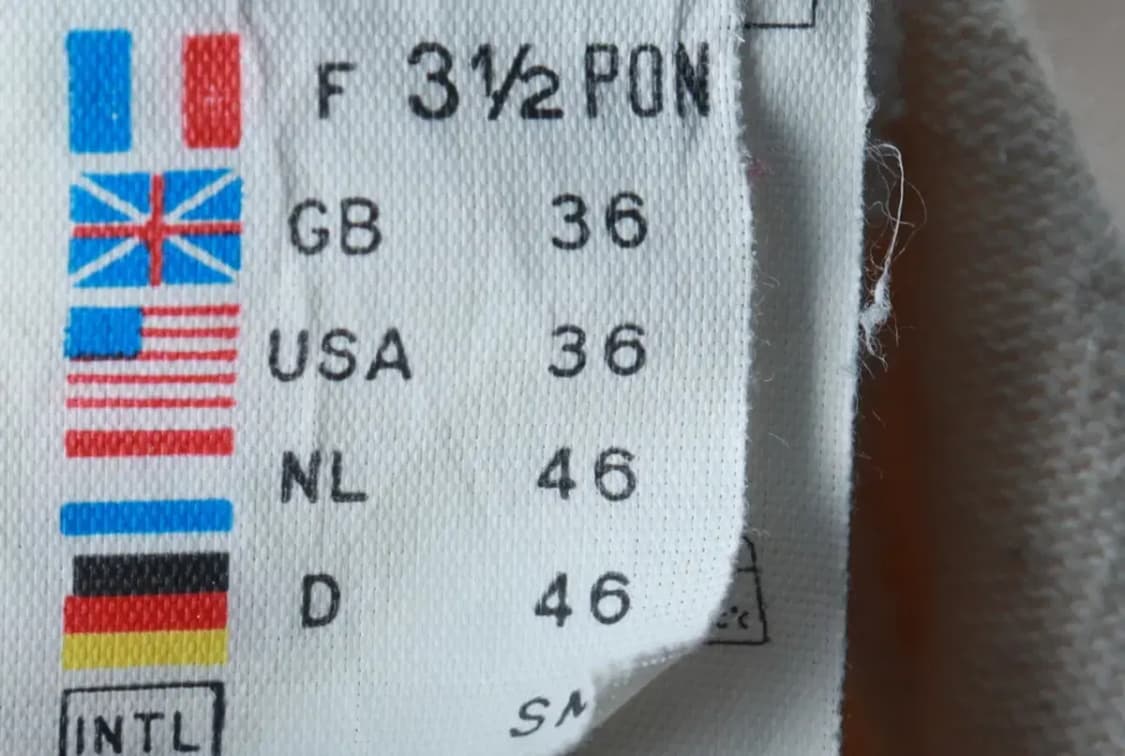 F 3½ PON
GB 36
USA 36
NL 46
D 46
INTL